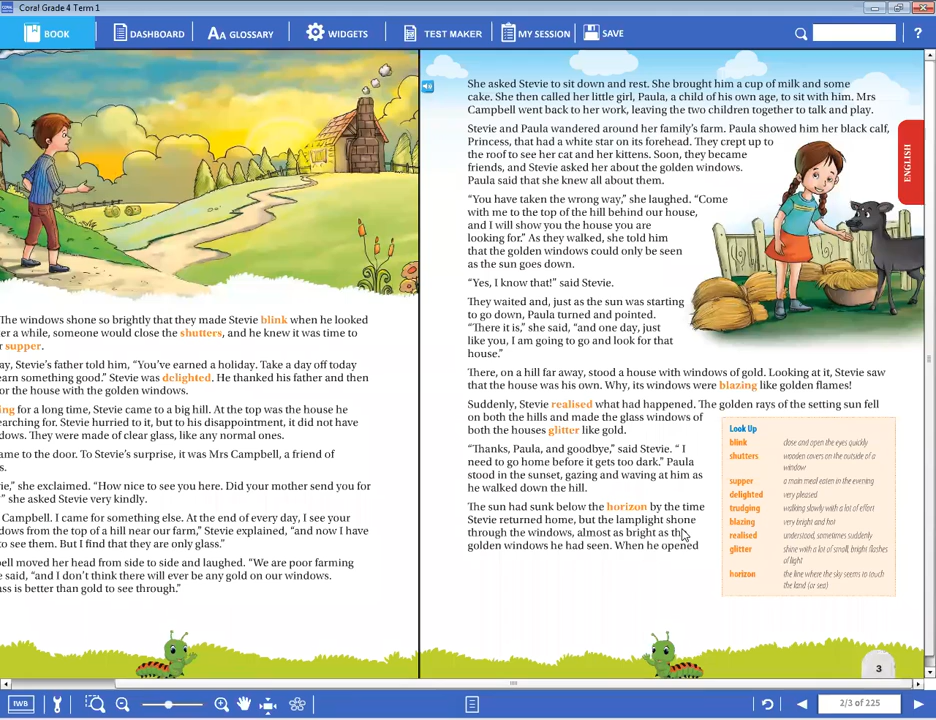 Coral Grade 4 Term 1
BOOK
DASHBOARD
AA GLOSSARY
WIDGETS
TEST MAKER
MY SESSION
SAVE
?
The windows shone so brightly that they made Stevie blink when he looked
er a while, someone would close the shutters, and he knew it was time to
r supper.
ay, Stevie's father told him, “You've earned a holiday. Take a day off today
earn something good.” Stevie was delighted. He thanked his father and then
or the house with the golden windows.
ing for a long time, Stevie came to a big hill. At the top was the house he
earching for. Stevie hurried to it, but to his disappointment, it did not have
dows. They were made of clear glass, like any normal ones.
ame to the door. To Stevie's surprise, it was Mrs Campbell, a friend of
s.
ie,” she exclaimed. “How nice to see you here. Did your mother send you for
” she asked Stevie very kindly.
Campbell. I came for something else. At the end of every day, I see your
dows from the top of a hill near our farm,” Stevie explained, “and now I have
to see them. But I find that they are only glass.”
bell moved her head from side to side and laughed. “We are poor farming
e said, “and I don't think there will ever be any gold on our windows.
ass is better than gold to see through.”
She asked Stevie to sit down and rest. She brought him a cup of milk and some
cake. She then called her little girl, Paula, a child of his own age, to sit with him. Mrs
Campbell went back to her work, leaving the two children together to talk and play.
Stevie and Paula wandered around her family's farm. Paula showed him her black calf,
Princess, that had a white star on its forehead. They crept up to
the roof to see her cat and her kittens. Soon, they became
friends, and Stevie asked her about the golden windows.
Paula said that she knew all about them.
“You have taken the wrong way,” she laughed. “Come
with me to the top of the hill behind our house,
and I will show you the house you are
looking for.” As they walked, she told him
that the golden windows could only be seen
as the sun goes down.
“Yes, I know that!” said Stevie.
They waited and, just as the sun was starting
to go down, Paula turned and pointed.
“There it is,” she said, “and one day, just
like you, I am going to go and look for that
house.”
There, on a hill far away, stood a house with windows of gold. Looking at it, Stevie saw
that the house was his own. Why, its windows were blazing like golden flames!
Suddenly, Stevie realised what had happened. The golden rays of the setting sun fell
on both the hills and made the glass windows of
both the houses glitter like gold.
“Thanks, Paula, and goodbye,” said Stevie. “ I
need to go home before it gets too dark.” Paula
stood in the sunset, gazing and waving at him as
he walked down the hill.
The sun had sunk below the horizon by the time
Stevie returned home, but the lamplight shone
through the windows, almost as bright as th
golden windows he had seen. When he opened
ENGLISH
Look Up
blink close and open the eyes quickly
shutters wooden covers on the outside of a
window
supper a main meal eaten in the evening
delighted very pleased
trudging walking slowly with a lot of effort
blazing very bright and hot
realised understood, sometimes suddenly
glitter shine with a lot of small, bright flashes
of light
horizon the line where the sky seems to touch
the land (or sea)
3
IWB
2/3 of 225